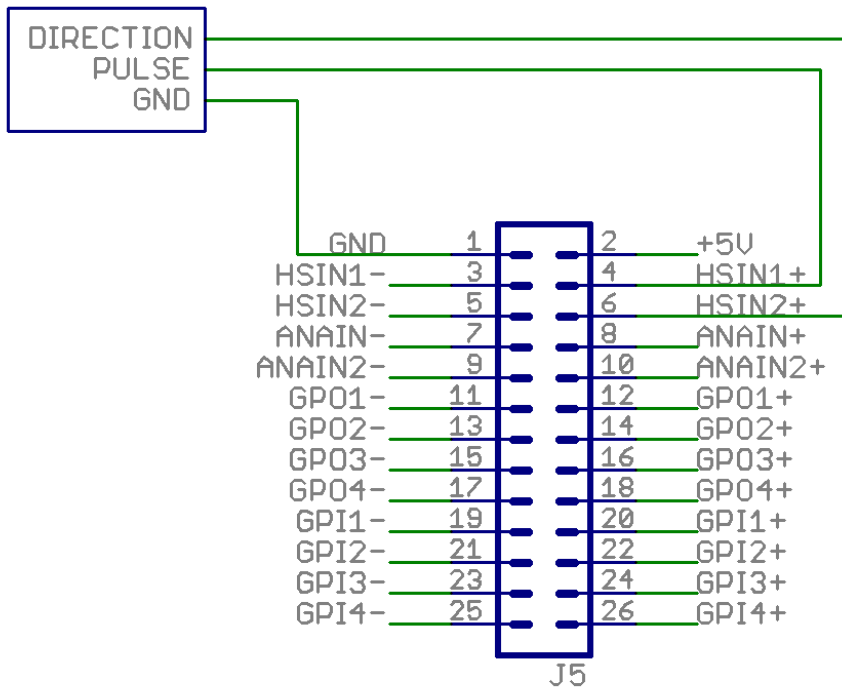 DIRECTION
PULSE
GND
GND 1 2 +5V
HSIN1- 3 4 HSIN1+
HSIN2- 5 6 HSIN2+
ANAIN- 7 8 ANAIN+
ANAIN2- 9 10 ANAIN2+
GPO1- 11 12 GPO1+
GPO2- 13 14 GPO2+
GPO3- 15 16 GPO3+
GPO4- 17 18 GPO4+
GPI1- 19 20 GPI1+
GPI2- 21 22 GPI2+
GPI3- 23 24 GPI3+
GPI4- 25 26 GPI4+
J5